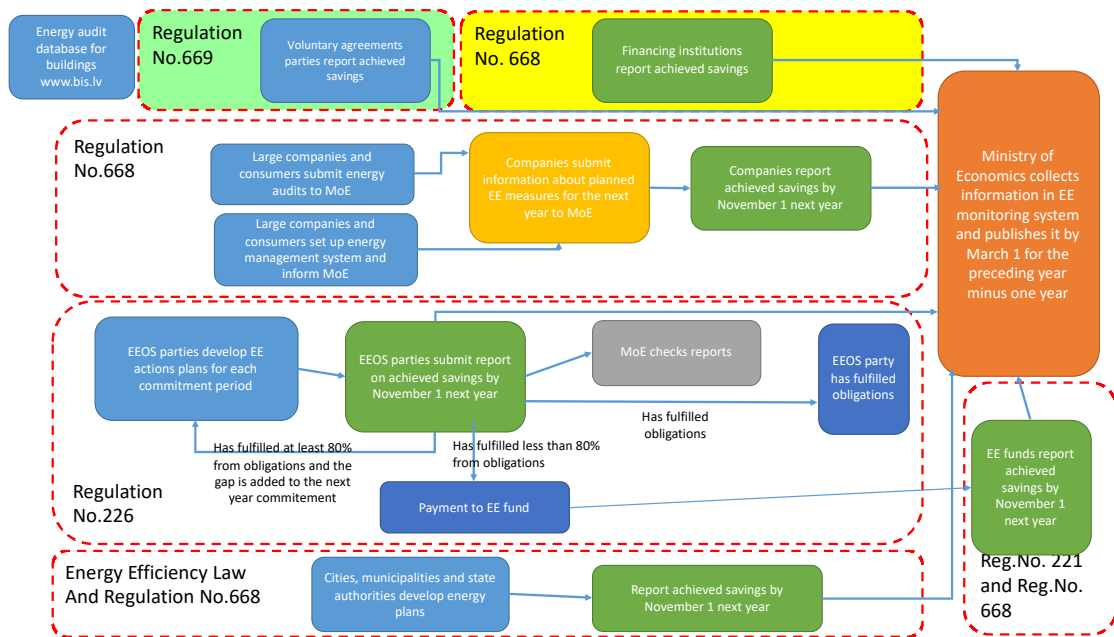 Energy audit
database for
buildings
www.bis.lv
Regulation
No.669
Voluntary agreements
parties report achieved
savings
Regulation
No. 668
Financing institutions
report achieved savings
Regulation
No.668
Large companies and
consumers submit energy
audits to MoE
Large companies and
consumers set up energy
management system and
inform MoE
Companies submit
information about planned
EE measures for the next
year to MoE
Companies report
achieved savings by
November 1 next year
Ministry of
Economics collects
information in EE
monitoring system
and publishes it by
March 1 for the
preceding year
minus one year
EEOS parties develop EE
actions plans for each
commitment period
EEOS parties submit report
on achieved savings by
November 1 next year
MoE checks reports
EEOS party
has fulfilled
obligations
Has fulfilled
obligations
Has fulfilled at least 80%
from obligations and the
gap is added to the next
year commitment
Has fulfilled less than 80%
from obligations
Regulation
No.226
Payment to EE fund
EE funds report
achieved
savings by
November 1
next year
Reg.No. 221
and Reg.No.
668
Energy Efficiency Law
And Regulation No.668
Cities, municipalities and state
authorities develop energy
plans
Report achieved savings by
November 1 next year